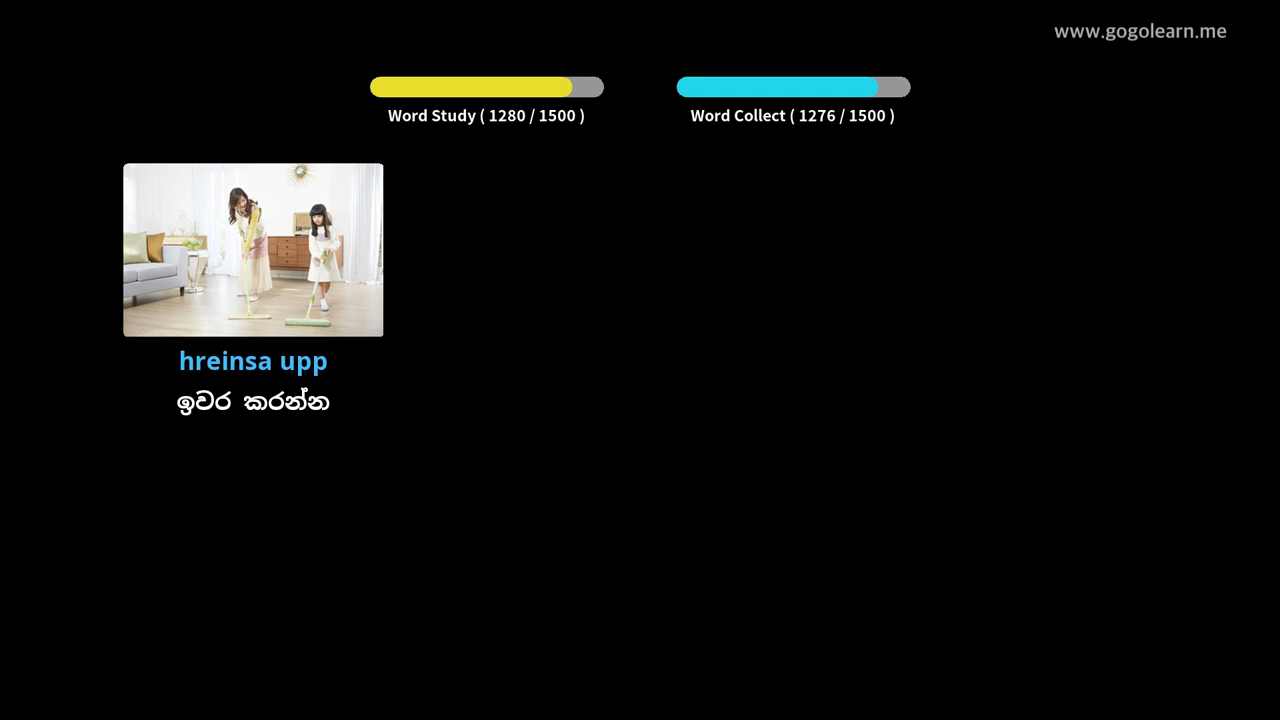 www.gogolearn.me
Word Study ( 1280 / 1500 )
Word Collect ( 1276 / 1500 )
hreinsa upp
ඉවර කරන්න